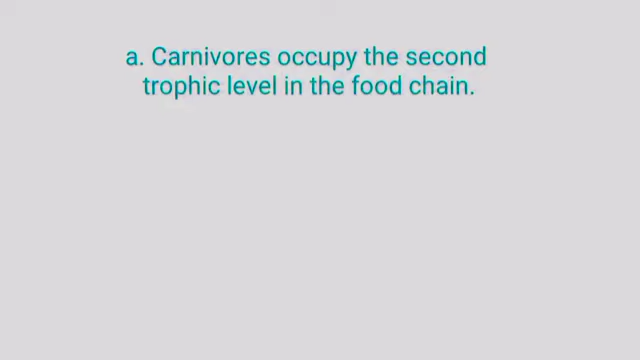 a. Carnivores occupy the second
trophic level in the food chain.